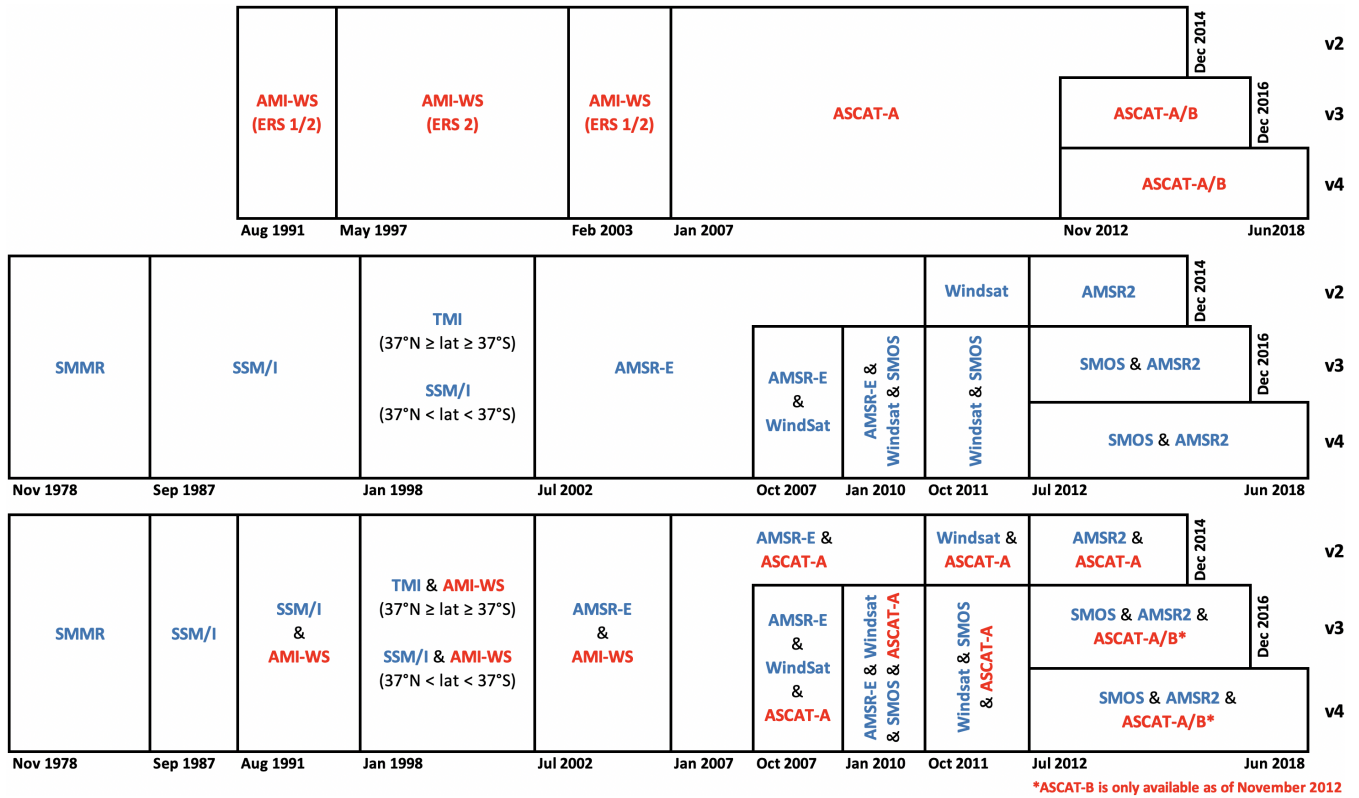 Dec 2014
v2
AMI-WS
(ERS 1/2)
AMI-WS
(ERS 2)
AMI-WS
(ERS 1/2)
ASCAT-A
ASCAT-A/B
Dec 2016
v3
ASCAT-A/B
v4
Aug 1991
May 1997
Feb 2003
Jan 2007
Nov 2012
Jun2018
Windsat
AMSR2
Dec 2014
v2
SMMR
SSM/I
TMI
(37°N ≥ lat ≥ 37°S)
SSM/I
(37°N < lat < 37°S)
AMSR-E
AMSR-E
&
WindSat
AMSR-E &
Windsat & SMOS
Windsat & SMOS
SMOS & AMSR2
Dec 2016
v3
SMOS & AMSR2
v4
Nov 1978
Sep 1987
Jan 1998
Jul 2002
Oct 2007
Jan 2010
Oct 2011
Jul 2012
Jun 2018
AMSR-E &
ASCAT-A
Windsat &
ASCAT-A
AMSR2 &
ASCAT-A
Dec 2014
v2
SMMR
SSM/I
SSM/I
&
AMI-WS
TMI & AMI-WS
(37°N ≥ lat ≥ 37°S)
SSM/I & AMI-WS
(37°N < lat < 37°S)
AMSR-E
&
AMI-WS
AMSR-E
&
WindSat
&
ASCAT-A
AMSR-E & Windsat
& SMOS & ASCAT-A
Windsat & SMOS
& ASCAT-A
SMOS & AMSR2 &
ASCAT-A/B*
Dec 2016
v3
SMOS & AMSR2 &
ASCAT-A/B*
v4
Nov 1978
Sep 1987
Aug 1991
Jan 1998
Jul 2002
Jan 2007
Oct 2007
Jan 2010
Oct 2011
Jul 2012
Jun 2018
*ASCAT-B is only available as of November 2012